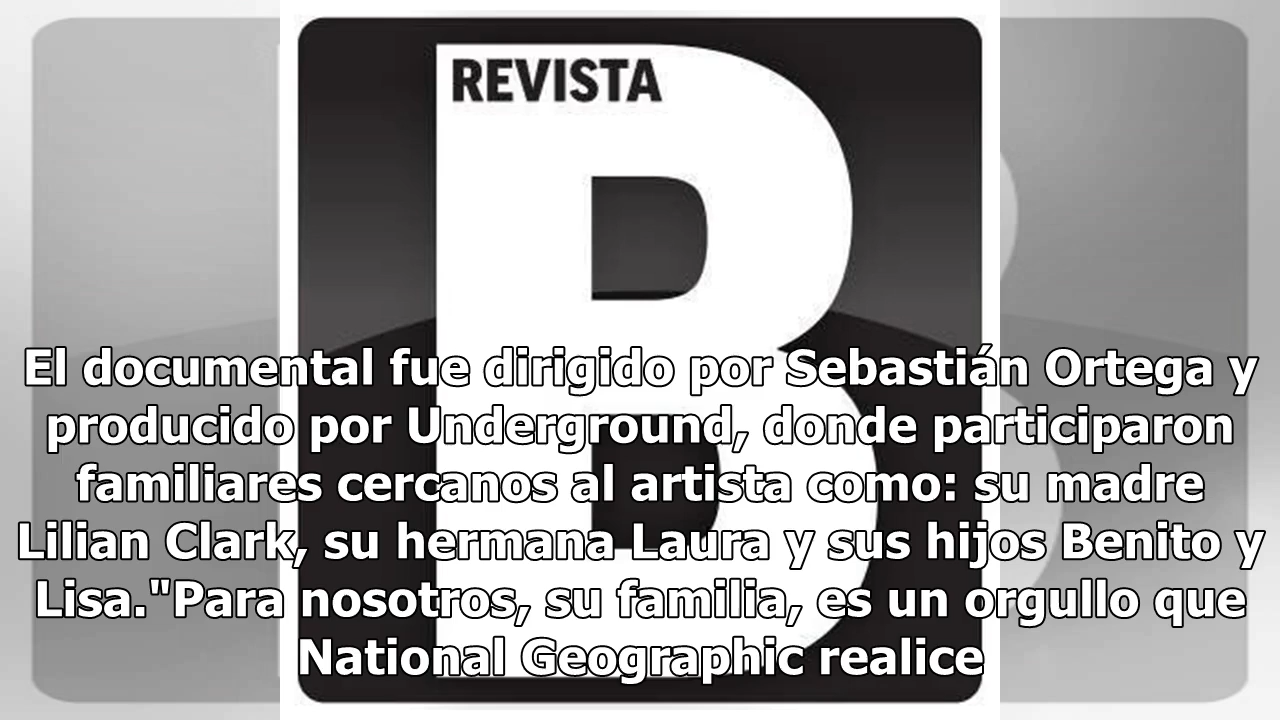 REVISTA
B
El documental fue dirigido por Sebastián Ortega y
producido por Underground, donde participaron
familiares cercanos al artista como: su madre
Lilian Clark, su hermana Laura y sus hijos Benito y
Lisa."Para nosotros, su familia, es un orgullo que
National Geographic realice